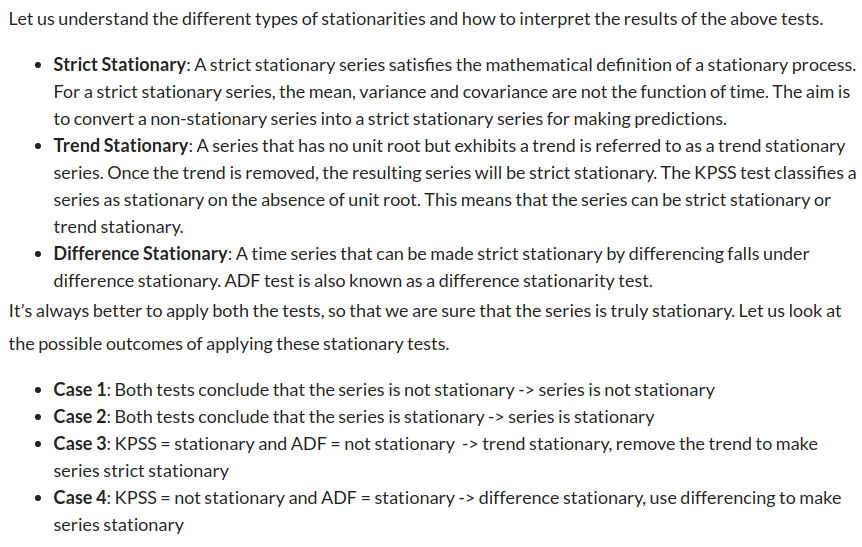 Let us understand the different types of stationarities and how to interpret the results of the above tests.
• Strict Stationary: A strict stationary series satisfies the mathematical definition of a stationary process.
For a strict stationary series, the mean, variance and covariance are not the function of time. The aim is
to convert a non-stationary series into a strict stationary series for making predictions.
• Trend Stationary: A series that has no unit root but exhibits a trend is referred to as a trend stationary
series. Once the trend is removed, the resulting series will be strict stationary. The KPSS test classifies a
series as stationary on the absence of unit root. This means that the series can be strict stationary or
trend stationary.
• Difference Stationary: A time series that can be made strict stationary by differencing falls under
difference stationary. ADF test is also known as a difference stationarity test.
It’s always better to apply both the tests, so that we are sure that the series is truly stationary. Let us look at
the possible outcomes of applying these stationary tests.
• Case 1: Both tests conclude that the series is not stationary -> series is not stationary
• Case 2: Both tests conclude that the series is stationary -> series is stationary
• Case 3: KPSS = stationary and ADF = not stationary -> trend stationary, remove the trend to make
series strict stationary
• Case 4: KPSS = not stationary and ADF = stationary -> difference stationary, use differencing to make
series stationary